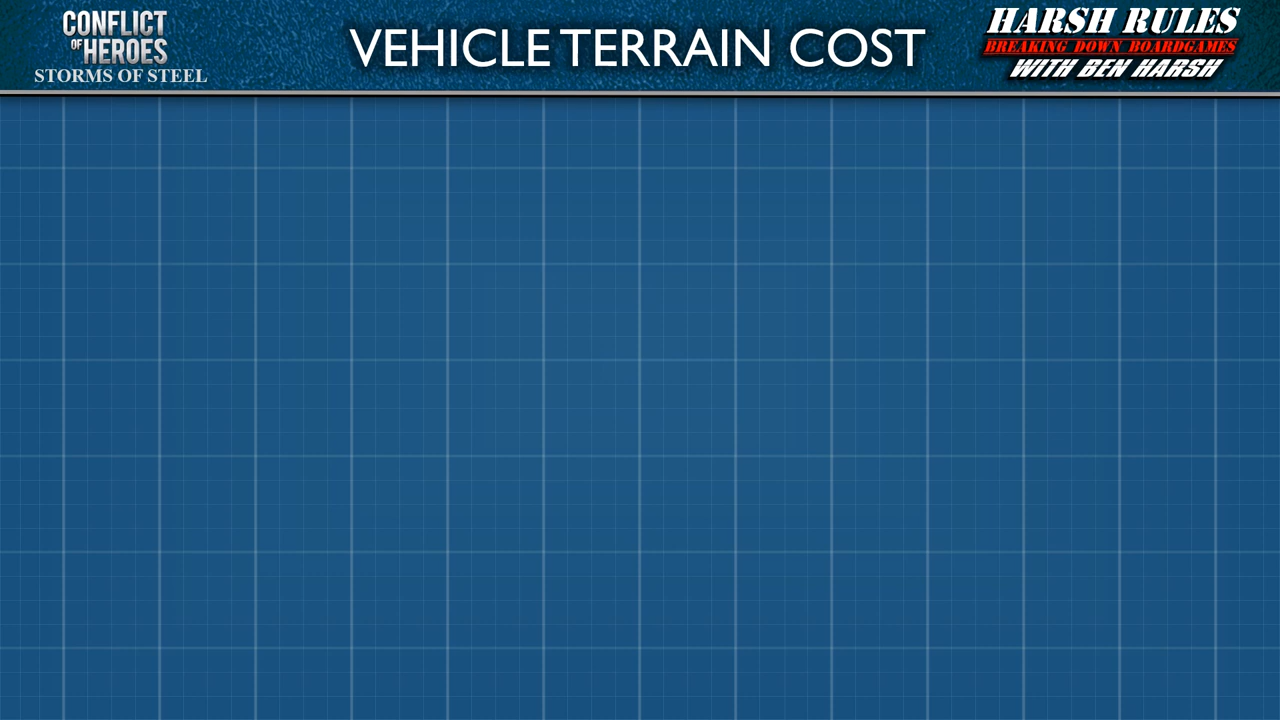 CONFLICT
OF HEROES
STORMS OF STEEL
VEHICLE TERRAIN COST
HARSH RULES
BREAKING DOWN BOARDGAMES
WITH BEN HARSH